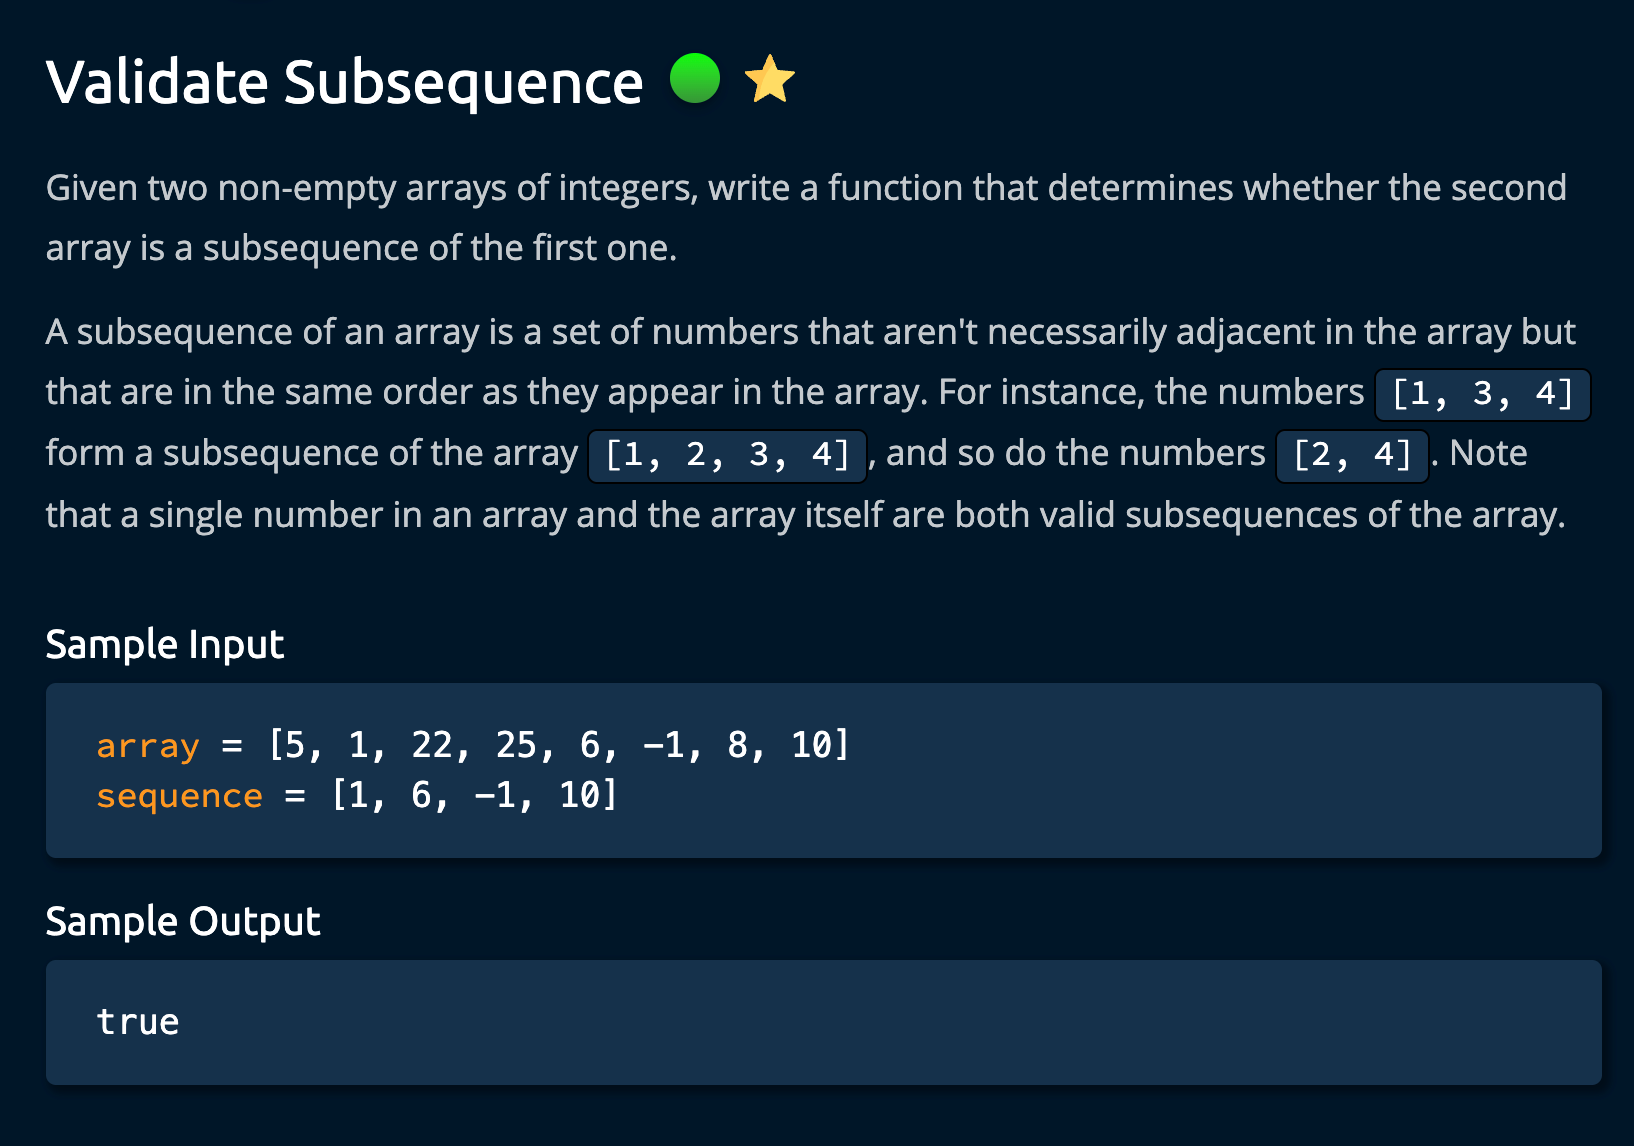 Validate Subsequence
Given two non-empty arrays of integers, write a function that determines whether the second
array is a subsequence of the first one.
A subsequence of an array is a set of numbers that aren't necessarily adjacent in the array but
that are in the same order as they appear in the array. For instance, the numbers [1, 3, 4]
form a subsequence of the array [1, 2, 3, 4], and so do the numbers [2, 4]. Note
that a single number in an array and the array itself are both valid subsequences of the array.
Sample Input
array = [5, 1, 22, 25, 6, -1, 8, 10]
sequence = [1, 6, -1, 10]
Sample Output
true